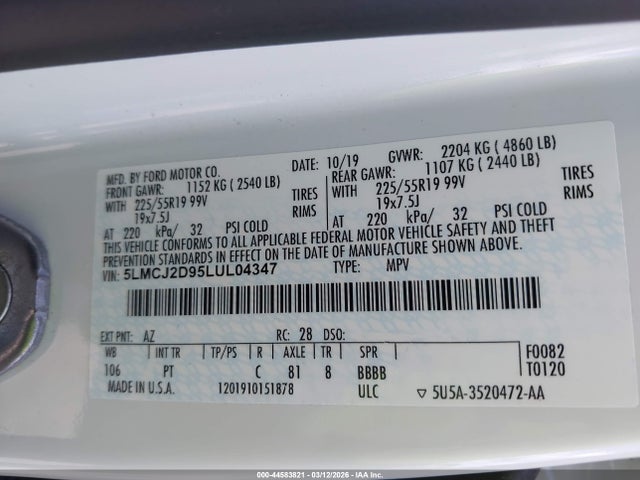 MFD. BY FORD MOTOR CO. DATE: 10/19 GVWR: 2204 KG ( 4860 LB)
FRONT GAWR: 1152 KG ( 2540 LB) REAR GAWR: 1107 KG ( 2440 LB)
WITH 225/55R19 99V TIRES WITH 225/55R19 99V TIRES
19x7.5J RIMS 19x7.5J RIMS
AT 220 kPa/ 32 PSI COLD AT 220 kPa/ 32 PSI COLD
THIS VEHICLE CONFORMS TO ALL APPLICABLE FEDERAL MOTOR VEHICLE SAFETY AND THEFT
PREVENTION STANDARDS IN EFFECT ON THE DATE OF MANUFACTURE SHOWN ABOVE.
VIN: 5LMCJ2D95LUL04347 TYPE: MPV
EXT PNT: AZ RC: 28 DSO:
WB INT TR TP/PS R AXLE TR SPR F0082
106 PT C 81 8 BBBB T0120
MADE IN U.S.A. 1201910151878 ULC ▽ 5U5A-3520472-AA
000-44583821 - 03/12/2026 - IAA Inc.